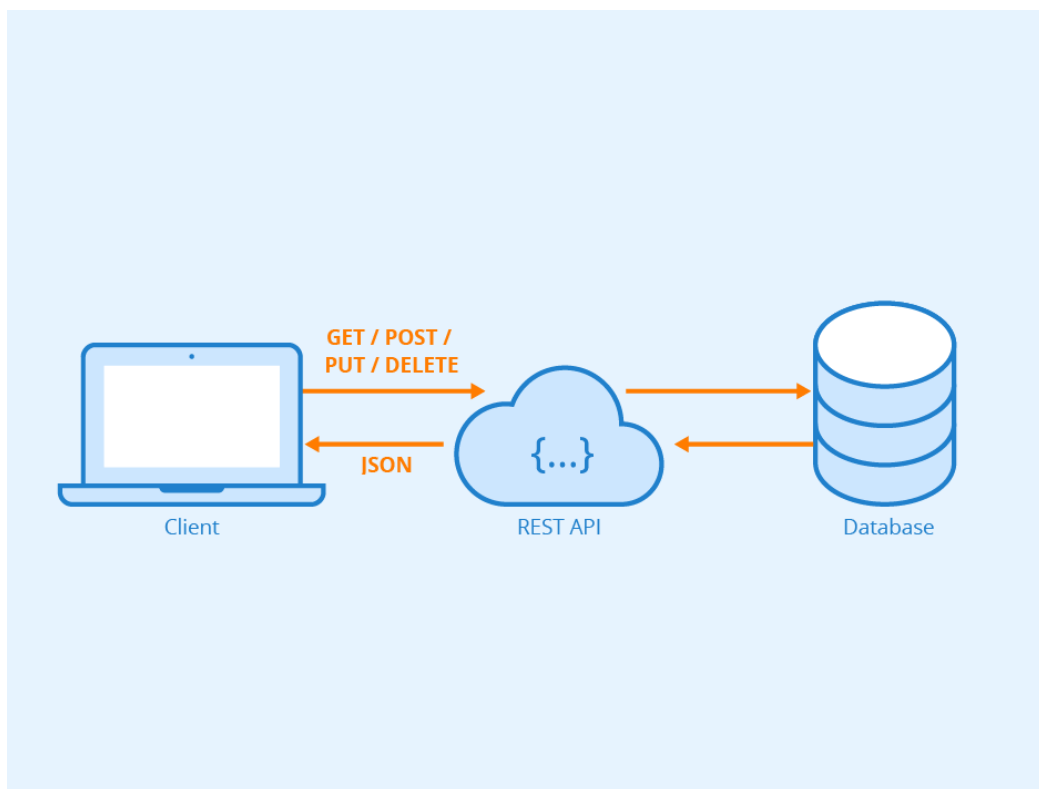 GET / POST /
PUT / DELETE
{...}
JSON
Client
REST API
Database